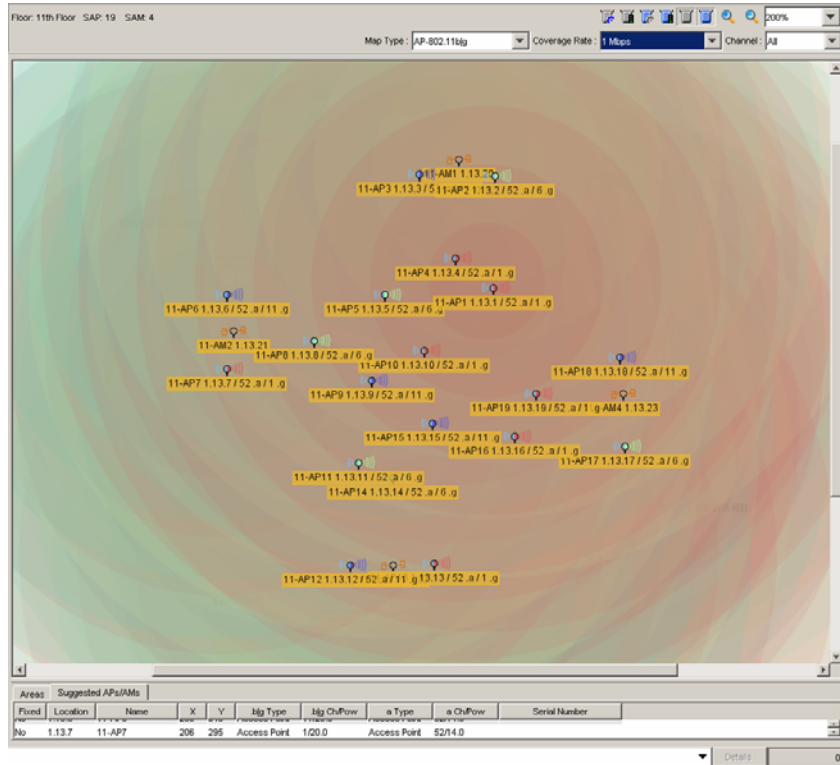 Floor: 11th Floor SAP: 19 SAM: 4
200%
Map Type : AP-802.11b|g Coverage Rate : 1 Mbps Channel : All
11-AM1 1.13.20
11-AP3 1.13.3 / 5 11-AP2 1.13.2 / 52 .a / 6 .g
11-AP4 1.13.4 / 52 .a / 1 .g
11-AP6 1.13.6 / 52 .a / 11 .g 11-AP5 1.13.5 / 52 .a / 6 .g 11-AP1 1.13.1 / 52 .a / 1 .g
11-AM2 1.13.21
11-AP8 1.13.8 / 52 .a / 6 .g
11-AP10 1.13.10 / 52 .a / 1 .g
11-AP18 1.13.18 / 52 .a / 11 .g
11-AP7 1.13.7 / 52 .a / 1 .g
11-AP9 1.13.9 / 52 .a / 11 .g
11-AP19 1.13.19 / 52 .a / 1 .g AM4 1.13.23
11-AP15 1.13.15 / 52 .a / 11 .g
11-AP16 1.13.16 / 52 .a / 1 .g
11-AP17 1.13.17 / 52 .a / 6 .g
11-AP11 1.13.11 / 52 .a / 6 .g
11-AP14 1.13.14 / 52 .a / 6 .g
11-AP12 1.13.12 / 52 .a / 11 .g 13.13 / 52 .a / 1 .g
Areas Suggested APs/AMs
Fixed Location Name X Y .b|g Type .b|g Ch/Pow a Type a Ch/Pow Serial Number
No 1.13.7 11-AP7 206 295 Access Point 1/20.0 Access Point 52/14.0
Details 0